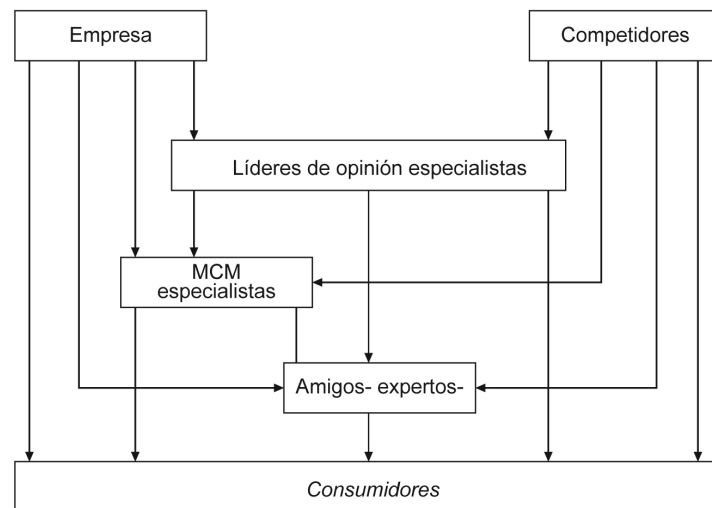 Empresa
Competidores
Líderes de opinión especialistas
MCM
especialistas
Amigos- expertos-
Consumidores